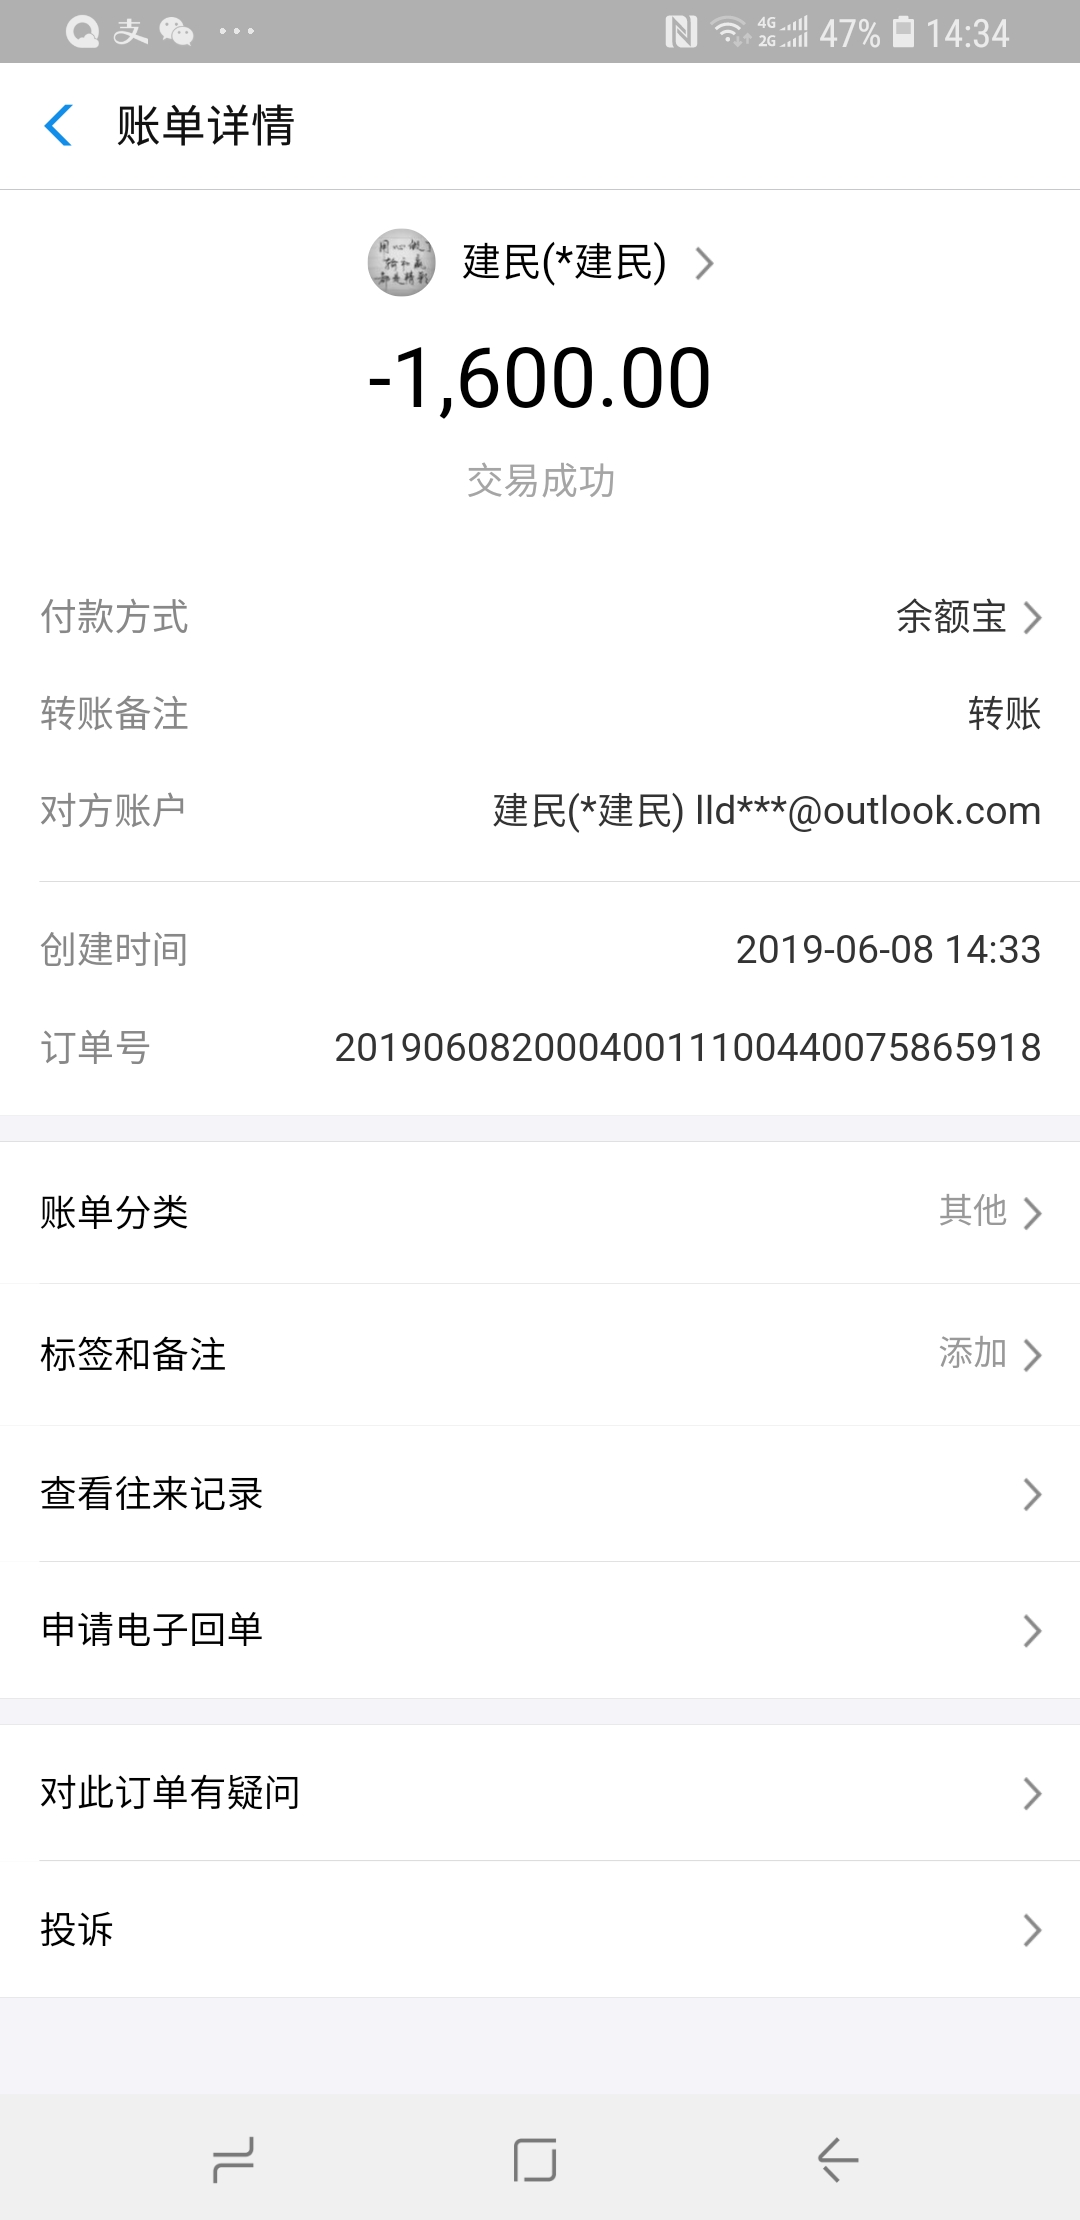 4G
2G
47%
14:34
账单详情
建民(*建民)
-1,600.00
交易成功
付款方式 余额宝
转账备注 转账
对方账户 建民(*建民) lld***@outlook.com
创建时间 2019-06-08 14:33
订单号 20190608200040011100440075865918
账单分类 其他
标签和备注 添加
查看往来记录
申请电子回单
对此订单有疑问
投诉